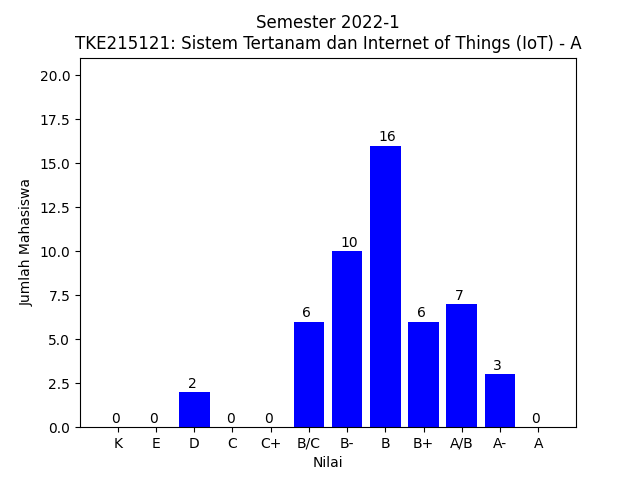 Semester 2022-1
TKE215121: Sistem Tertanam dan Internet of Things (IoT) - A
20.0
17.5
15.0
12.5
10.0
7.5
5.0
2.5
0.0
Jumlah Mahasiswa
0 0 2 0 0 6 10 16 6 7 3 0
K E D C C+ B/C B- B B+ A/B A- A
Nilai